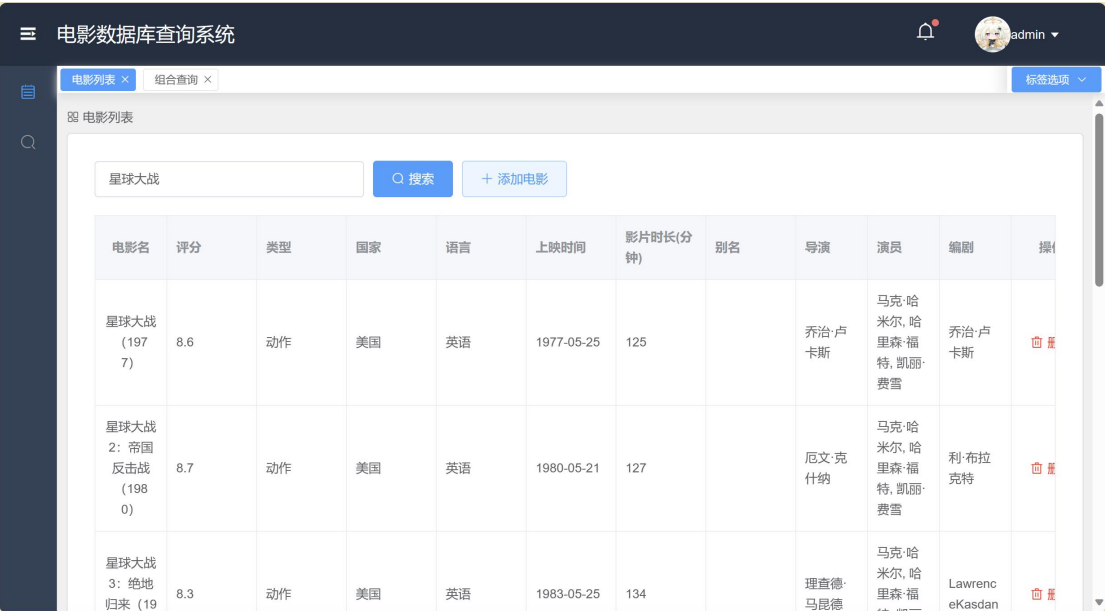 电影数据库查询系统
admin
电影列表
组合查询
标签选项
电影列表
星球大战
搜索
添加电影
电影名
评分
类型
国家
语言
上映时间
影片时长(分
钟)
别名
导演
演员
编剧
星球大战
（197
7）
8.6
动作
美国
英语
1977-05-25
125
乔治·卢
卡斯
马克·哈
米尔, 哈
里森·福
特, 凯丽·
费雪
乔治·卢
卡斯
星球大战
2：帝国
反击战
（198
0）
8.7
动作
美国
英语
1980-05-21
127
厄文·克
什纳
马克·哈
米尔, 哈
里森·福
特, 凯丽·
费雪
利·布拉
克特
星球大战
3：绝地
归来（19
8.3
动作
美国
英语
1983-05-25
134
理查德·
马昆德
马克·哈
米尔, 哈
里森·福
Lawrenc
eKasdan